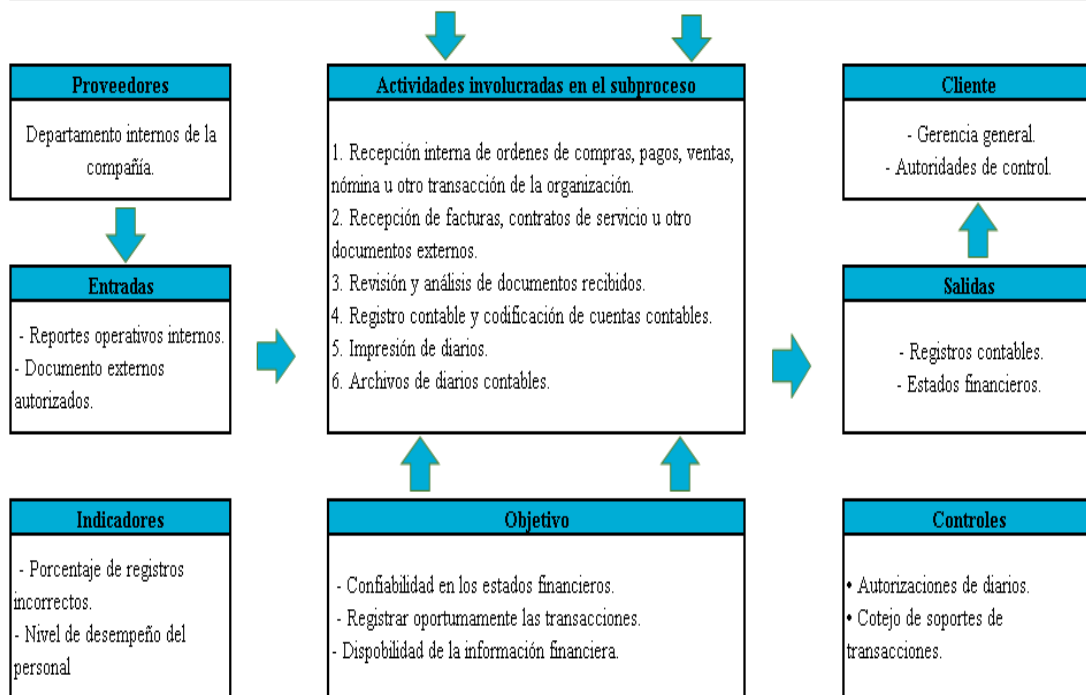 Proveedores
Departamento internos de la
compañía.
Entradas
- Reportes operativos internos.
- Documento externos
autorizados.
Actividades involucradas en el subproceso
1. Recepción interna de ordenes de compras, pagos, ventas,
nómina u otro transacción de la organización.
2. Recepción de facturas, contratos de servicio u otro
documentos externos.
3. Revisión y análisis de documentos recibidos.
4. Registro contable y codificación de cuentas contables.
5. Impresión de diarios.
6. Archivos de diarios contables.
Cliente
- Gerencia general.
- Autoridades de control.
Salidas
- Registros contables.
- Estados financieros.
Indicadores
- Porcentaje de registros
incorrectos.
- Nivel de desempeño del
personal
Objetivo
- Confiabilidad en los estados financieros.
- Registrar oportumamente las transacciones.
- Dispobilidad de la información financiera.
Controles
• Autorizaciones de diarios.
• Cotejo de soportes de
transacciones.